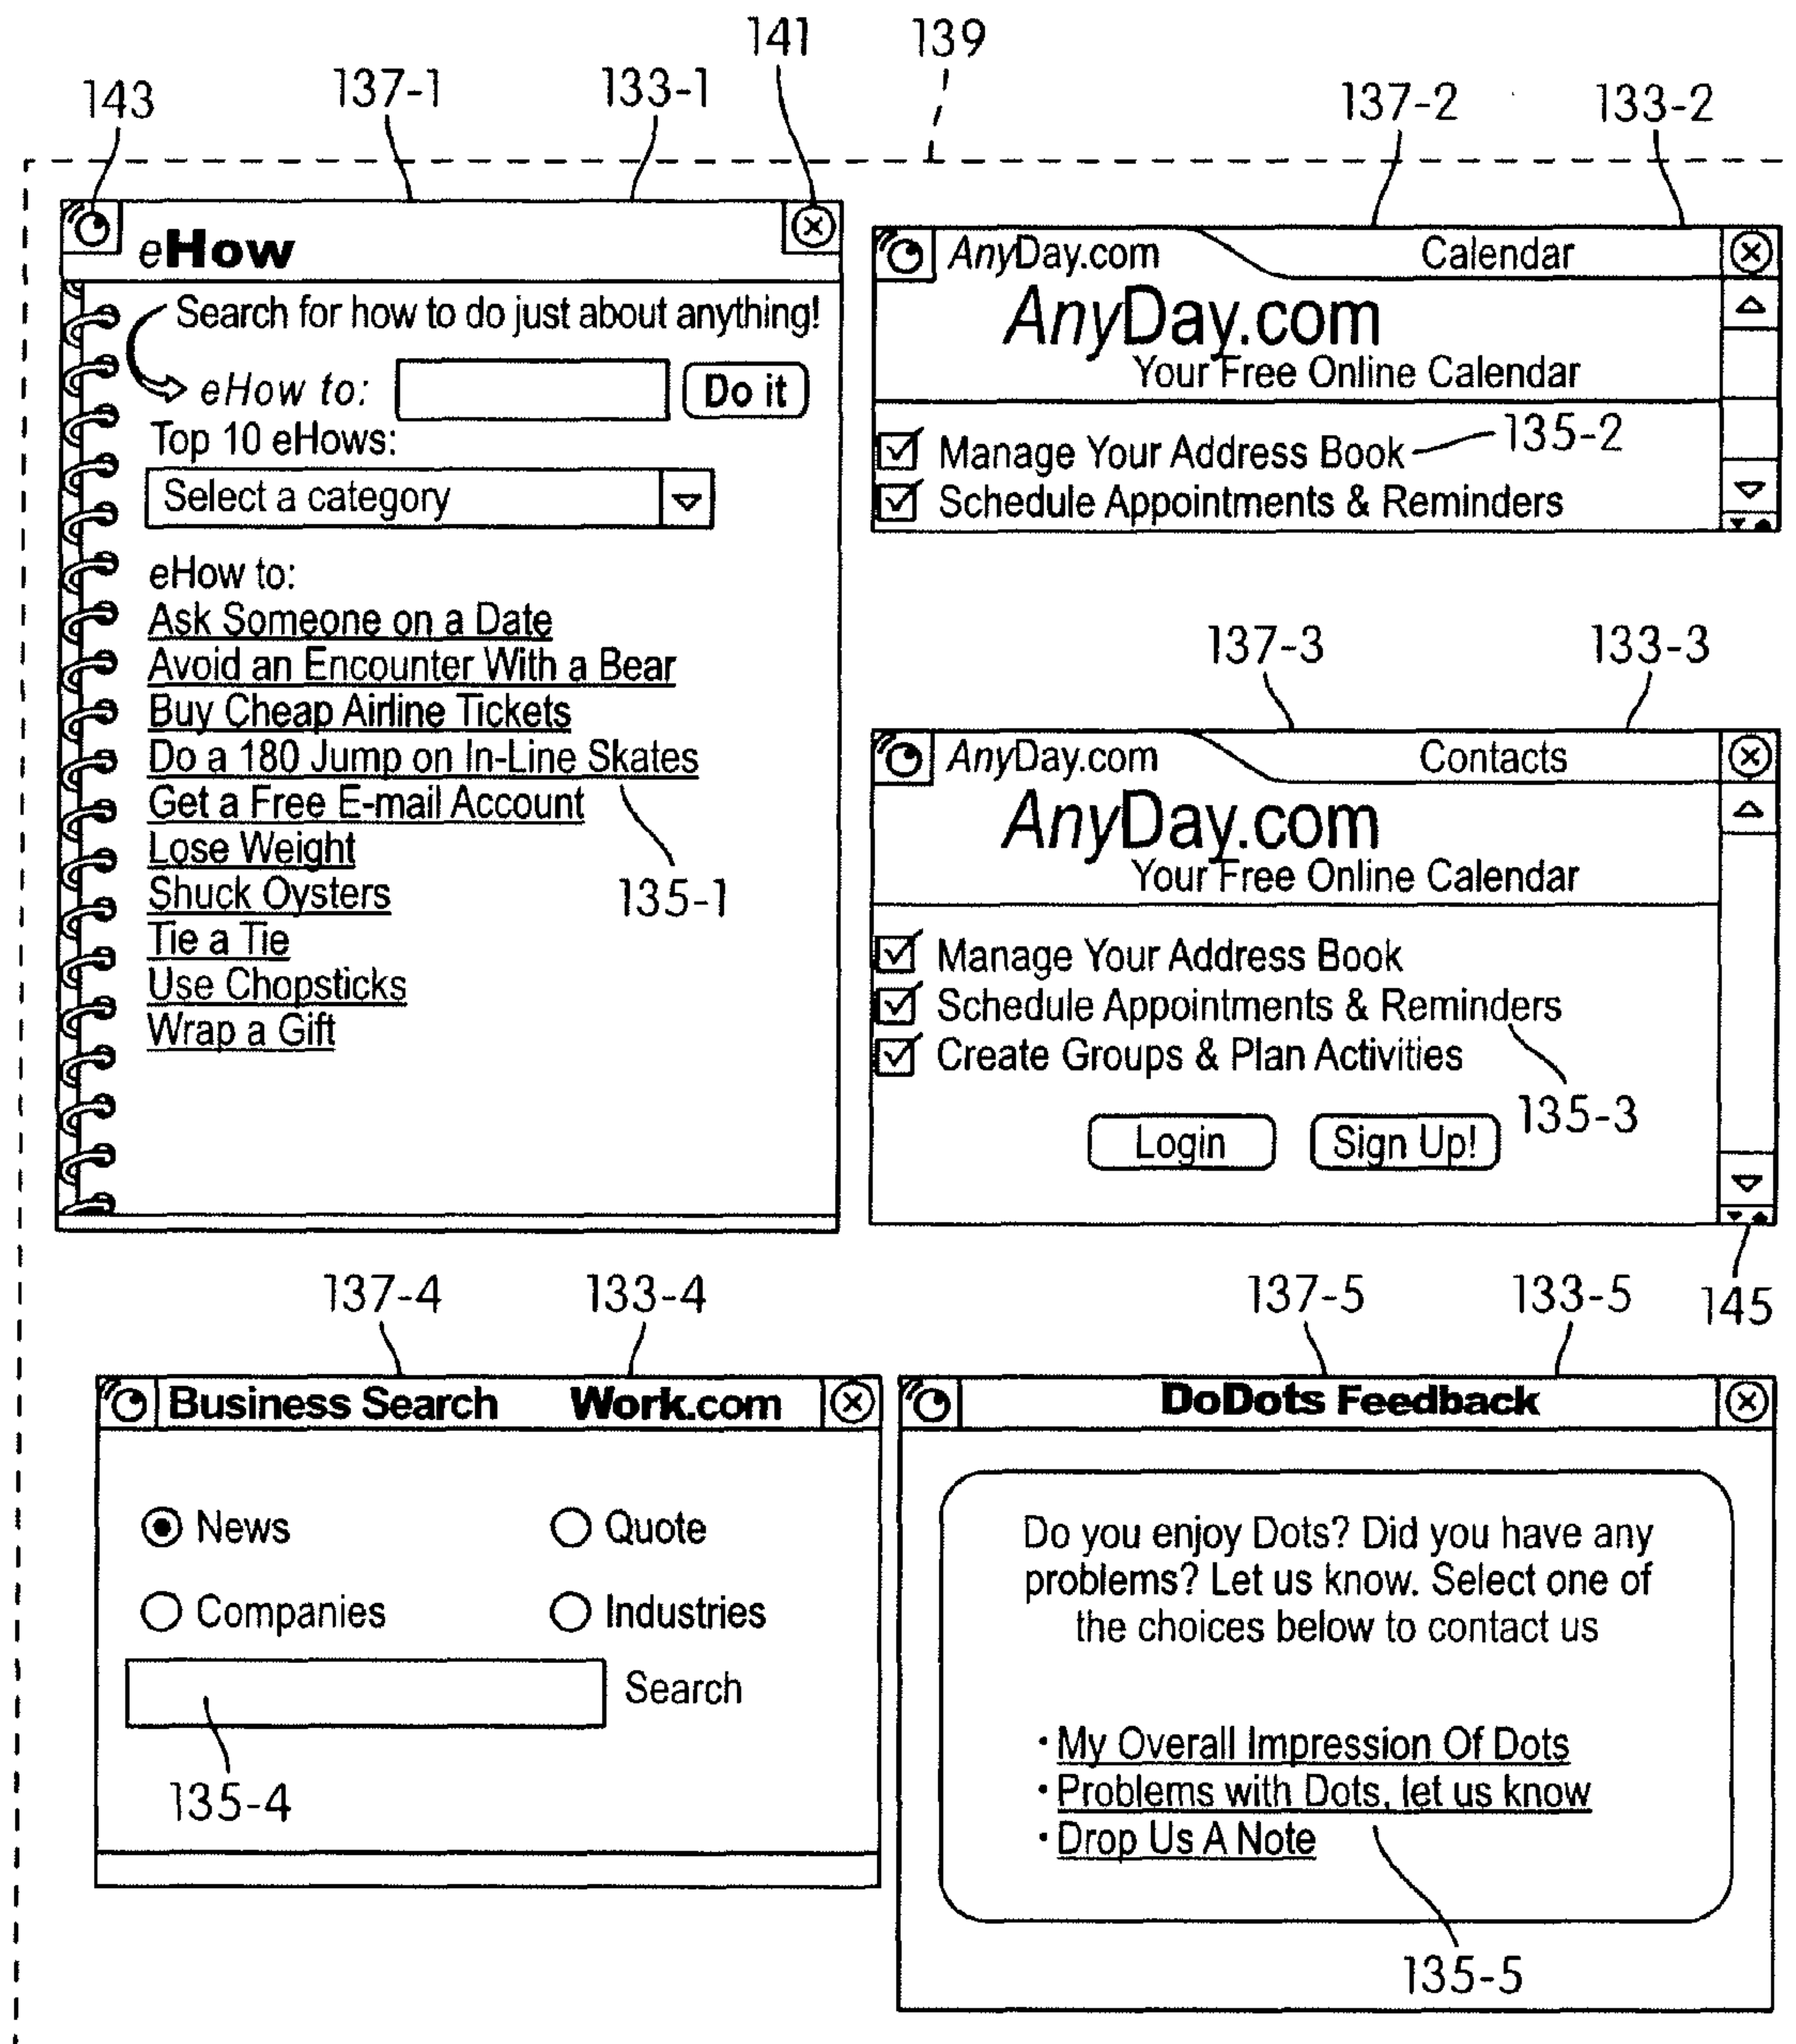 141
139
143
137-1
133-1
137-2
133-2
eHow
Search for how to do just about anything!
eHow to:
Do it
Top 10 eHows:
Select a category
eHow to:
Ask Someone on a Date
Avoid an Encounter With a Bear
Buy Cheap Airline Tickets
Do a 180 Jump on In-Line Skates
Get a Free E-mail Account
Lose Weight
Shuck Oysters
Tie a Tie
Use Chopsticks
Wrap a Gift
135-1
AnyDay.com Calendar
AnyDay.com
Your Free Online Calendar
Manage Your Address Book
135-2
Schedule Appointments & Reminders
137-3
133-3
AnyDay.com Contacts
AnyDay.com
Your Free Online Calendar
Manage Your Address Book
Schedule Appointments & Reminders
Create Groups & Plan Activities
135-3
Login
Sign Up!
145
137-4
133-4
Business Search Work.com
News
Quote
Companies
Industries
Search
135-4
137-5
133-5
DoDots Feedback
Do you enjoy Dots? Did you have any
problems? Let us know. Select one of
the choices below to contact us
· My Overall Impression Of Dots
· Problems with Dots, let us know
· Drop Us A Note
135-5